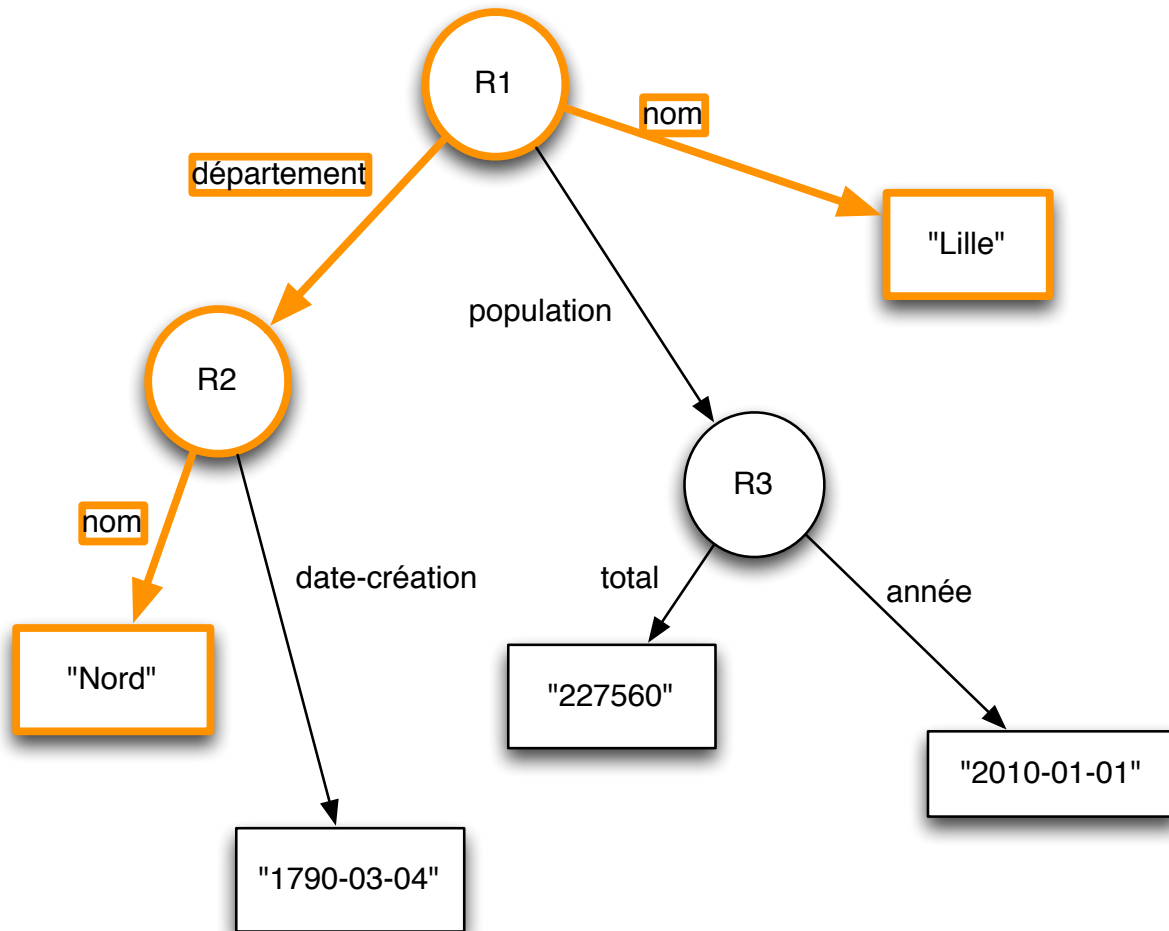 R1
nom
département
"Lille"
population
R2
R3
nom
date-création
total
année
"Nord"
"227560"
"2010-01-01"
"1790-03-04"